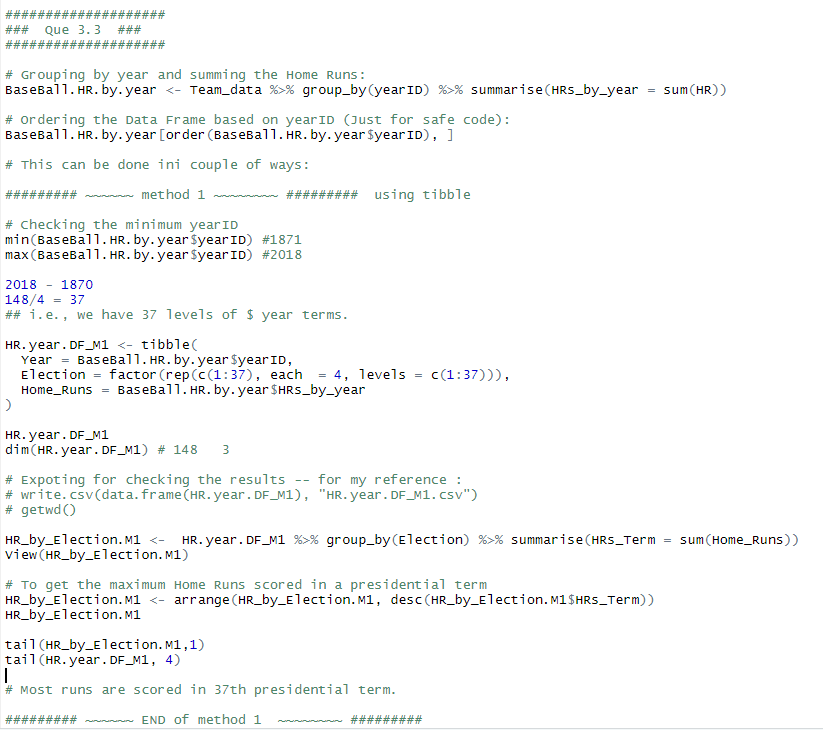 ####################
###  Que 3.3  ###
####################
# Grouping by year and summing the Home Runs:
BaseBall.HR.by.year <- Team_data %>% group_by(yearID) %>% summarise(HRs_by_year = sum(HR))
# Ordering the Data Frame based on yearID (Just for safe code):
BaseBall.HR.by.year[order(BaseBall.HR.by.year$yearID), ]
# This can be done ini couple of ways:
######### ~~~~~~ method 1 ~~~~~~~~ #########  using tibble
# Checking the minimum yearID
min(BaseBall.HR.by.year$yearID) #1871
max(BaseBall.HR.by.year$yearID) #2018
2018 - 1870
148/4 = 37
## i.e., we have 37 levels of $ year terms.
HR.year.DF_M1 <- tibble(
  Year = BaseBall.HR.by.year$yearID,
  Election = factor(rep(c(1:37), each  = 4, levels = c(1:37))),
  Home_Runs = BaseBall.HR.by.year$HRs_by_year
)
HR.year.DF_M1
dim(HR.year.DF_M1) # 148   3
# Expoting for checking the results -- for my reference :
# write.csv(data.frame(HR.year.DF_M1), "HR.year.DF_M1.csv")
# getwd()
HR_by_Election.M1 <-  HR.year.DF_M1 %>% group_by(Election) %>% summarise(HRs_Term = sum(Home_Runs))
View(HR_by_Election.M1)
# To get the maximum Home Runs scored in a presidential term
HR_by_Election.M1 <- arrange(HR_by_Election.M1, desc(HR_by_Election.M1$HRs_Term))
HR_by_Election.M1
tail(HR_by_Election.M1,1)
tail(HR.year.DF_M1, 4)
# Most runs are scored in 37th presidential term.
######### ~~~~~~ END of method 1  ~~~~~~~~ #########